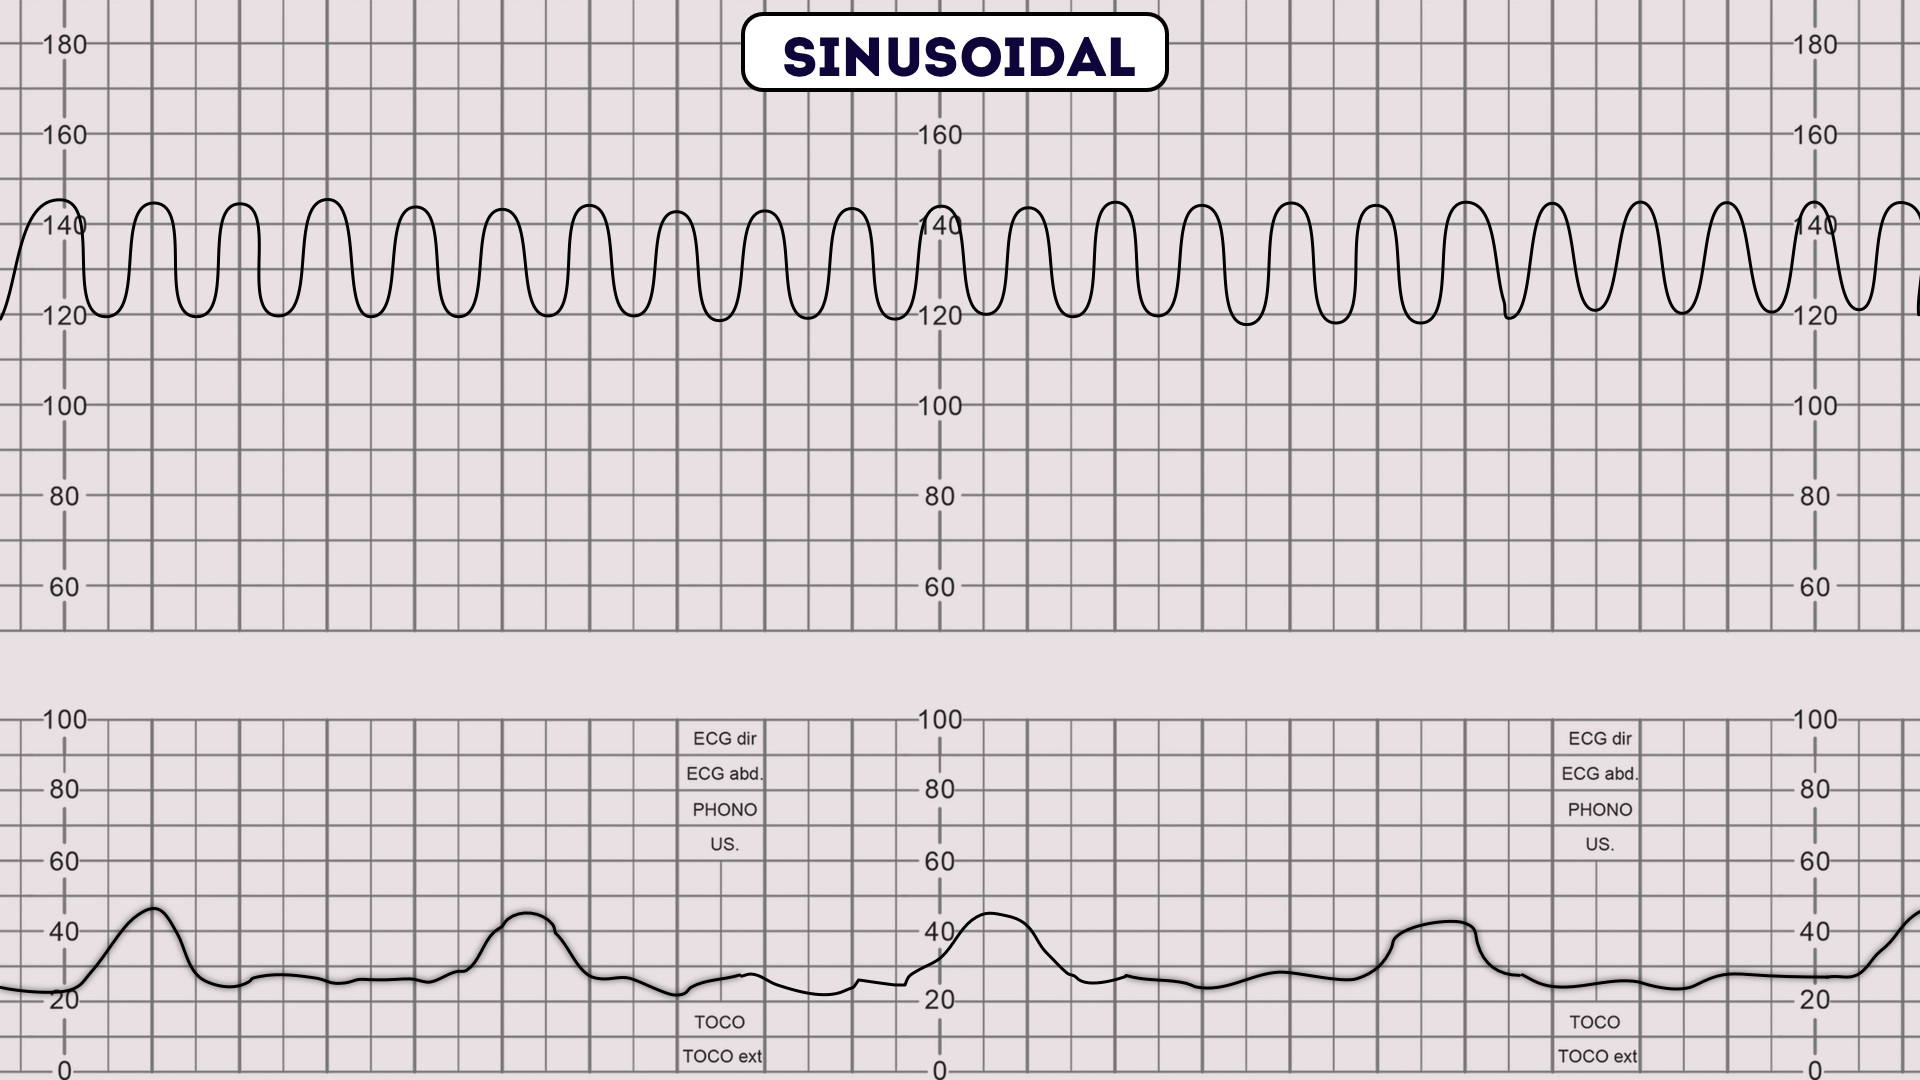 SINUSOIDAL
180 180
160 160 160
140 140 140
120 120 120
100 100 100
80 80 80
60 60 60
100 100 100
ECG dir ECG dir
ECG abd. ECG abd.
80 80 80
PHONO PHONO
US. US.
60 60 60
40 40 40
20 20 20
TOCO TOCO
TOCO ext TOCO ext
0 0 0